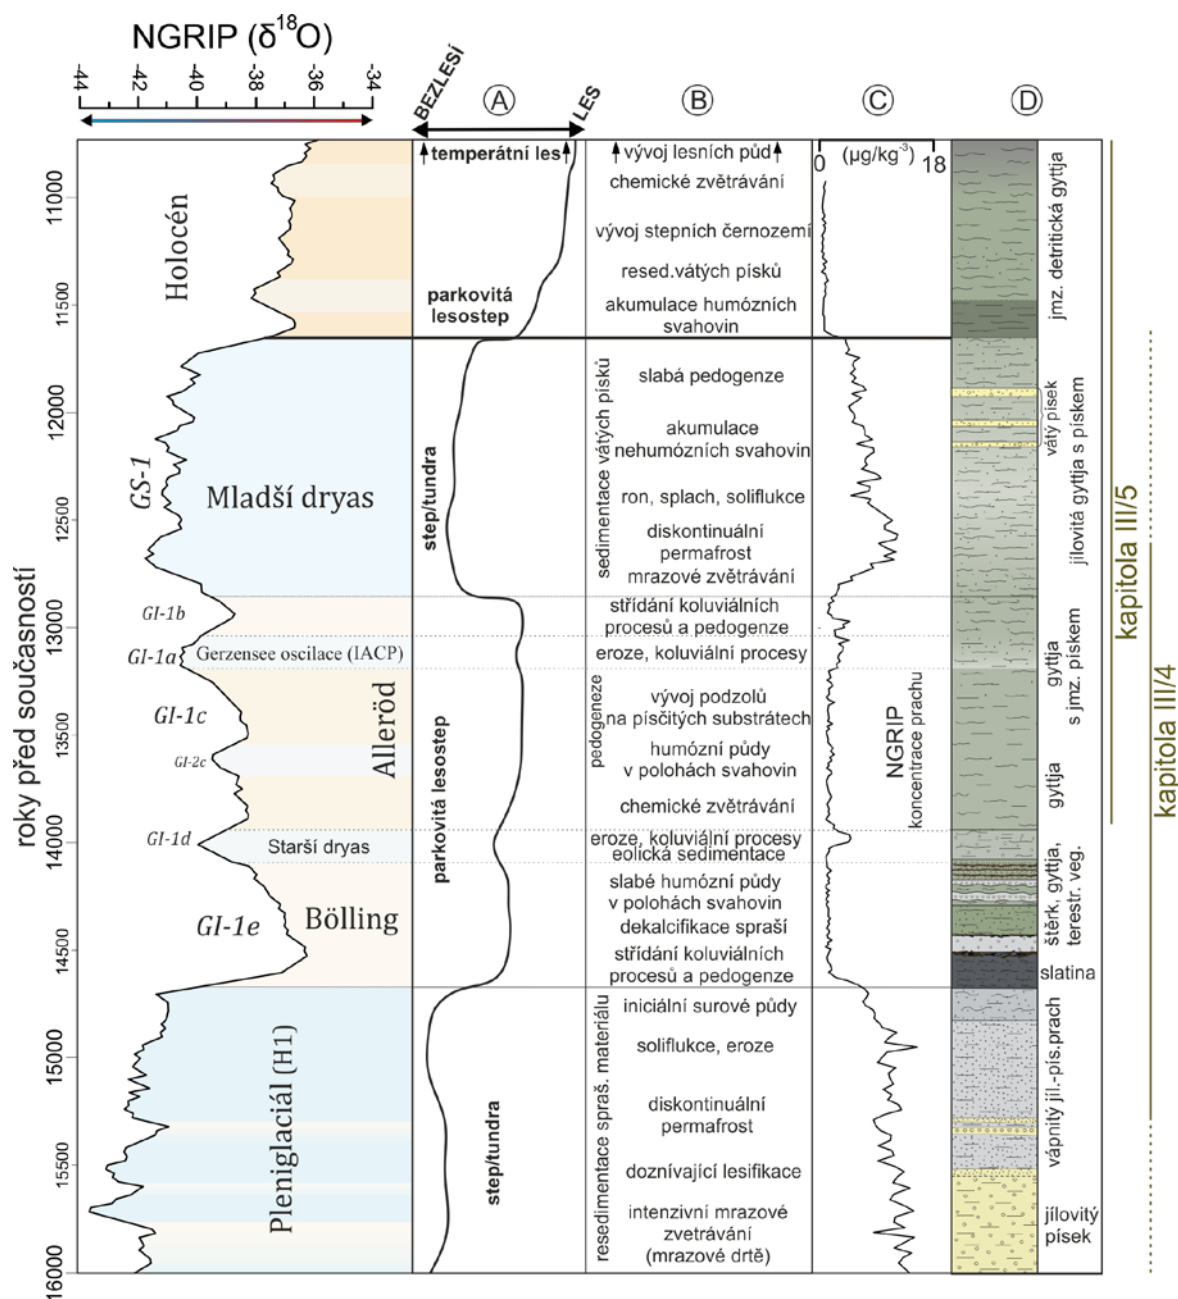 NGRIP (δ18O)
-44
-42
-40
-38
-36
-34
BEZLESÍ
A
LES
B
C
D
temperátní les
vývoj lesních půd
0
(µg/kg-3)
18
chemické zvětrávání
11000
Holocén
vývoj stepních černozemí
resed.vátých písků
jmz. detritická gyttja
parkovitá
lesostep
akumulace humózních
svahovin
11500
slabá pedogenze
12000
akumulace
nehumózních svahovin
vátý písek
GS-1
Mladší dryas
step/tundra
sedimentace vátých písků
ron, splach, soliflukce
12500
diskontinuální
permafrost
mrazové zvětrávání
jílovitá gyttja s pískem
kapitola III/5
roky před současností
GI-1b
střídání koluviálních
procesů a pedogenze
13000
GI-1a
Gerzensee oscilace (IACP)
eroze, koluviální procesy
gyttja
s jmz. pískem
GI-1c
Alleröd
pedogeneze
vývoj podzolů
na písčitých substrátech
13500
NGRIP
koncentrace prachu
kapitola III/4
GI-2c
humózní půdy
v polohách svahovin
parkovitá lesostep
chemické zvětrávání
gyttja
14000
GI-1d
Starší dryas
eroze, koluviální procesy
eolická sedimentace
slabé humózní půdy
v polohách svahovin
štěrk, gyttja,
terestr. veg.
GI-1e
Bölling
dekalcifikace spraší
14500
střídání koluviálních
procesů a pedogenze
slatina
iniciální surové půdy
15000
Pleniglaciál (H1)
step/tundra
resedimentace spraš. materiálu
soliflukce, eroze
vápnitý jíl.-pís.prach
diskontinuální
permafrost
15500
doznívající lesifikace
intenzivní mrazové
zvetrávání
(mrazové drtě)
jílovitý
písek
16000